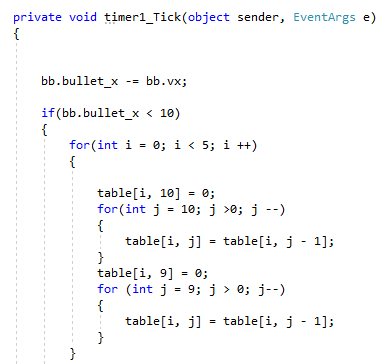 private void timer1_Tick(object sender, EventArgs e)
{
bb.bullet_x -= bb.vx;
if(bb.bullet_x < 10)
{
for(int i = 0; i < 5; i ++)
{
table[i, 10] = 0;
for(int j = 10; j >0; j --)
{
table[i, j] = table[i, j - 1];
}
table[i, 9] = 0;
for (int j = 9; j > 0; j--)
{
table[i, j] = table[i, j - 1];
}
}